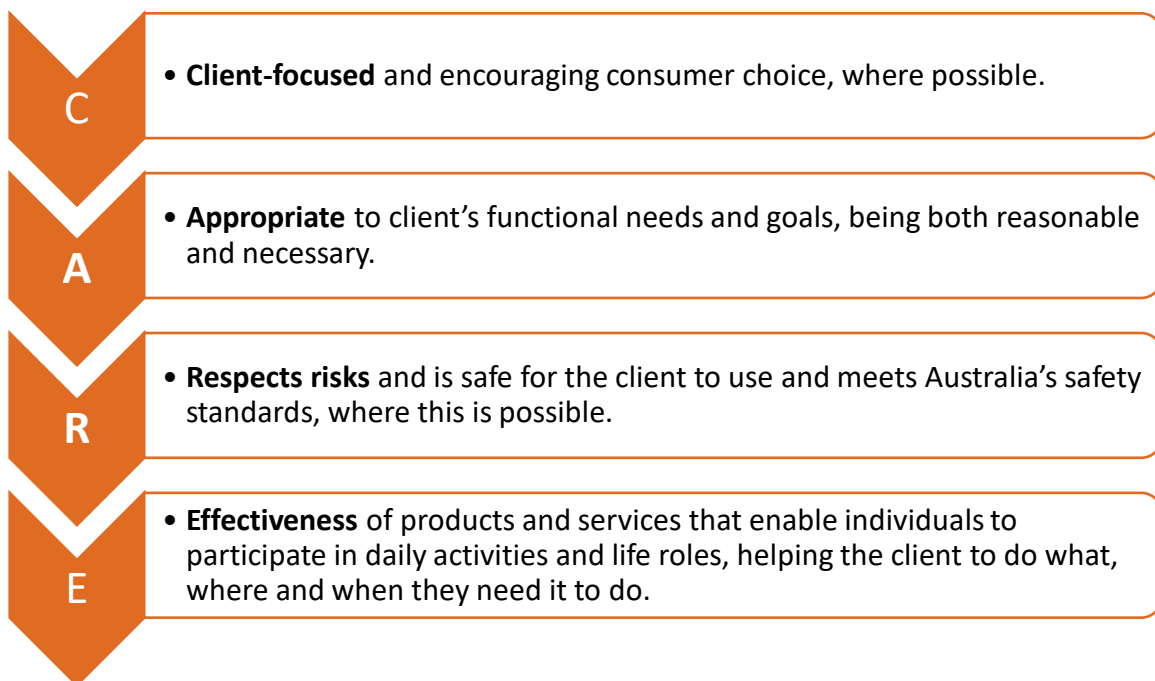 C
• Client-focused and encouraging consumer choice, where possible.
A
• Appropriate to client’s functional needs and goals, being both reasonable
and necessary.
R
• Respects risks and is safe for the client to use and meets Australia’s safety
standards, where this is possible.
E
• Effectiveness of products and services that enable individuals to
participate in daily activities and life roles, helping the client to do what,
where and when they need it to do.